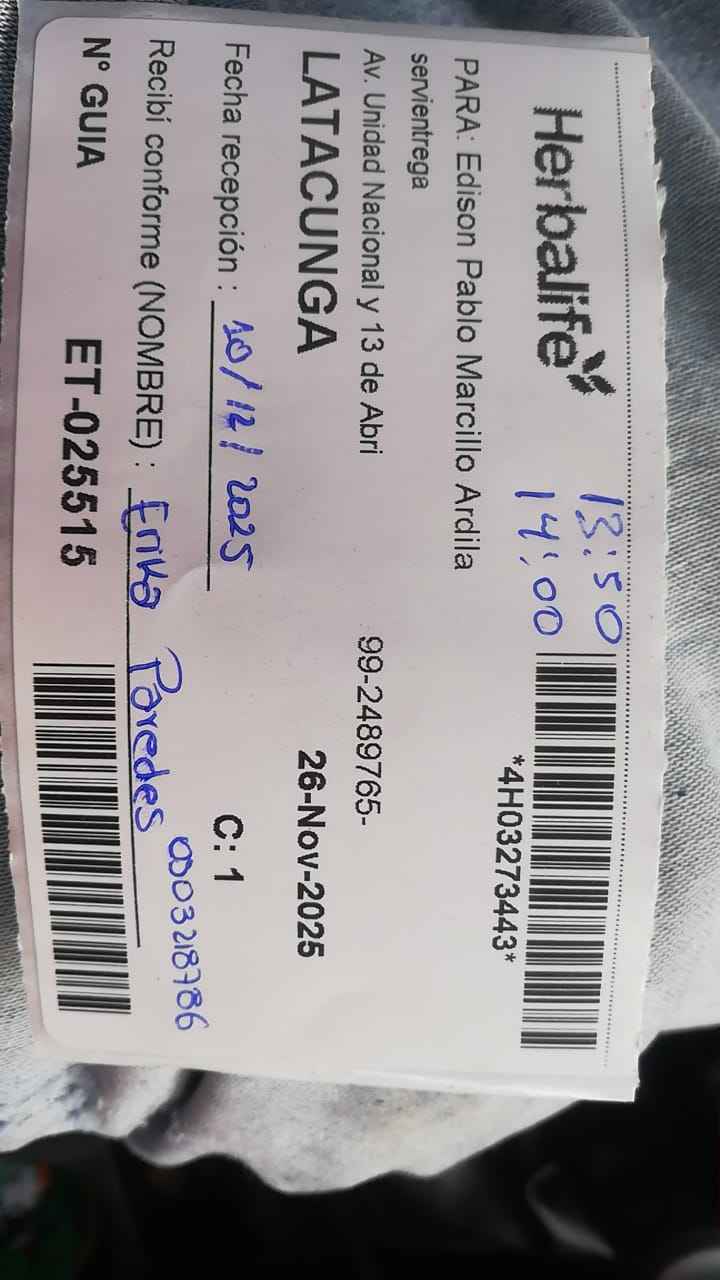 Herbalife
13:50
14:00
*4H03273443*
PARA: Edison Pablo Marcillo Ardila
servientrega
Av. Unidad Nacional y 13 de Abri
99-2489765-
LATACUNGA
26-Nov-2025
Fecha recepción : 10/12/2025
C: 1
Recibí conforme (NOMBRE) : Erika Paredes
N° GUIA
ET-025515